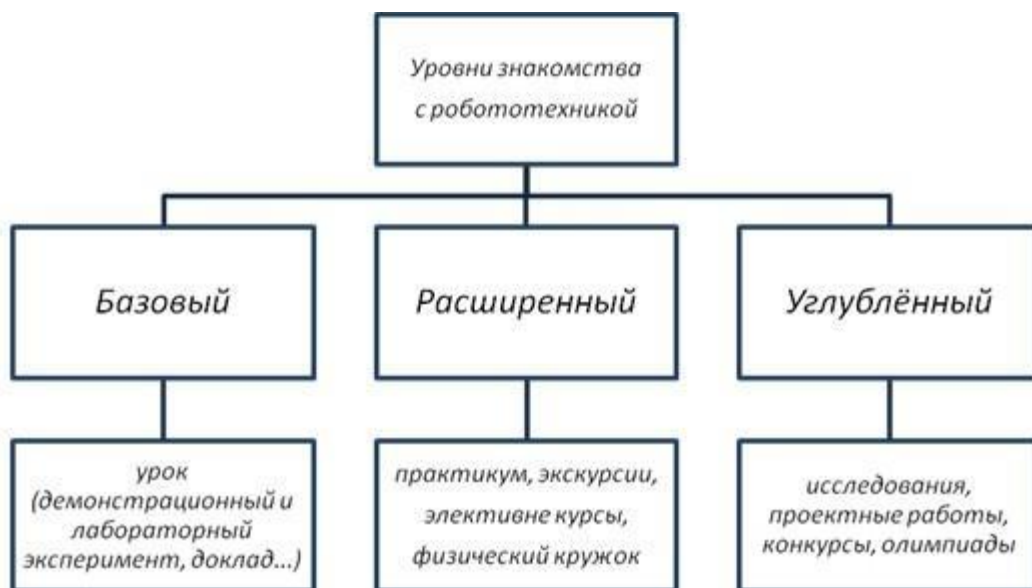 Уровни знакомства
с робототехникой
Базовый
Расширенный
Углублённый
урок
(демонстрационный и
лабораторный
эксперимент, доклад...)
практикум, экскурсии,
элективне курсы,
физический кружок
исследования,
проектные работы,
конкурсы, олимпиады